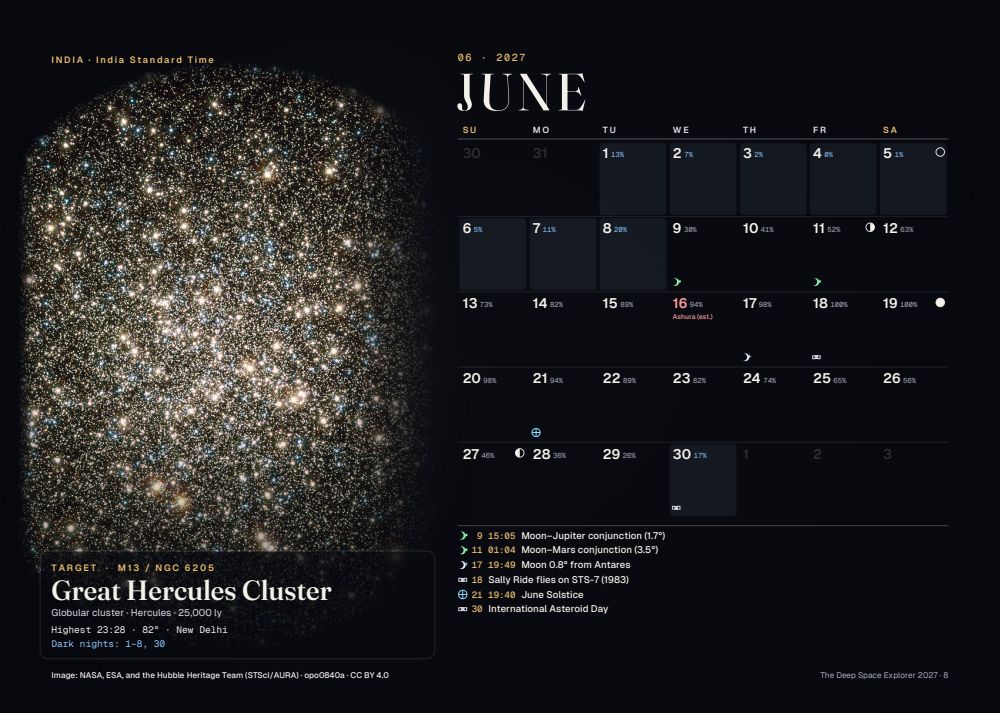 INDIA · India Standard Time
06 · 2027
JUNE
SU MO TU WE TH FR SA
30 31 1 13% 2 7% 3 2% 4 0% 5 1%
6 5% 7 11% 8 20% 9 30% 10 41% 11 52% 12 63%
13 73% 14 82% 15 89% 16 94% 17 98% 18 100% 19 100%
Ashura (est.)
20 98% 21 94% 22 89% 23 82% 24 74% 25 65% 26 56%
27 46% 28 36% 29 26% 30 17% 1 2 3
9 15:05 Moon–Jupiter conjunction (1.7°)
11 01:04 Moon–Mars conjunction (3.5°)
17 19:49 Moon 0.8° from Antares
18 Sally Ride flies on STS-7 (1983)
21 19:40 June Solstice
30 International Asteroid Day
TARGET · M13 / NGC 6205
Great Hercules Cluster
Globular cluster · Hercules · 25,000 ly
Highest 23:28 · 82° · New Delhi
Dark nights: 1–8, 30
Image: NASA, ESA, and the Hubble Heritage Team (STScI/AURA) · opo0840a · CC BY 4.0
The Deep Space Explorer 2027 · 8